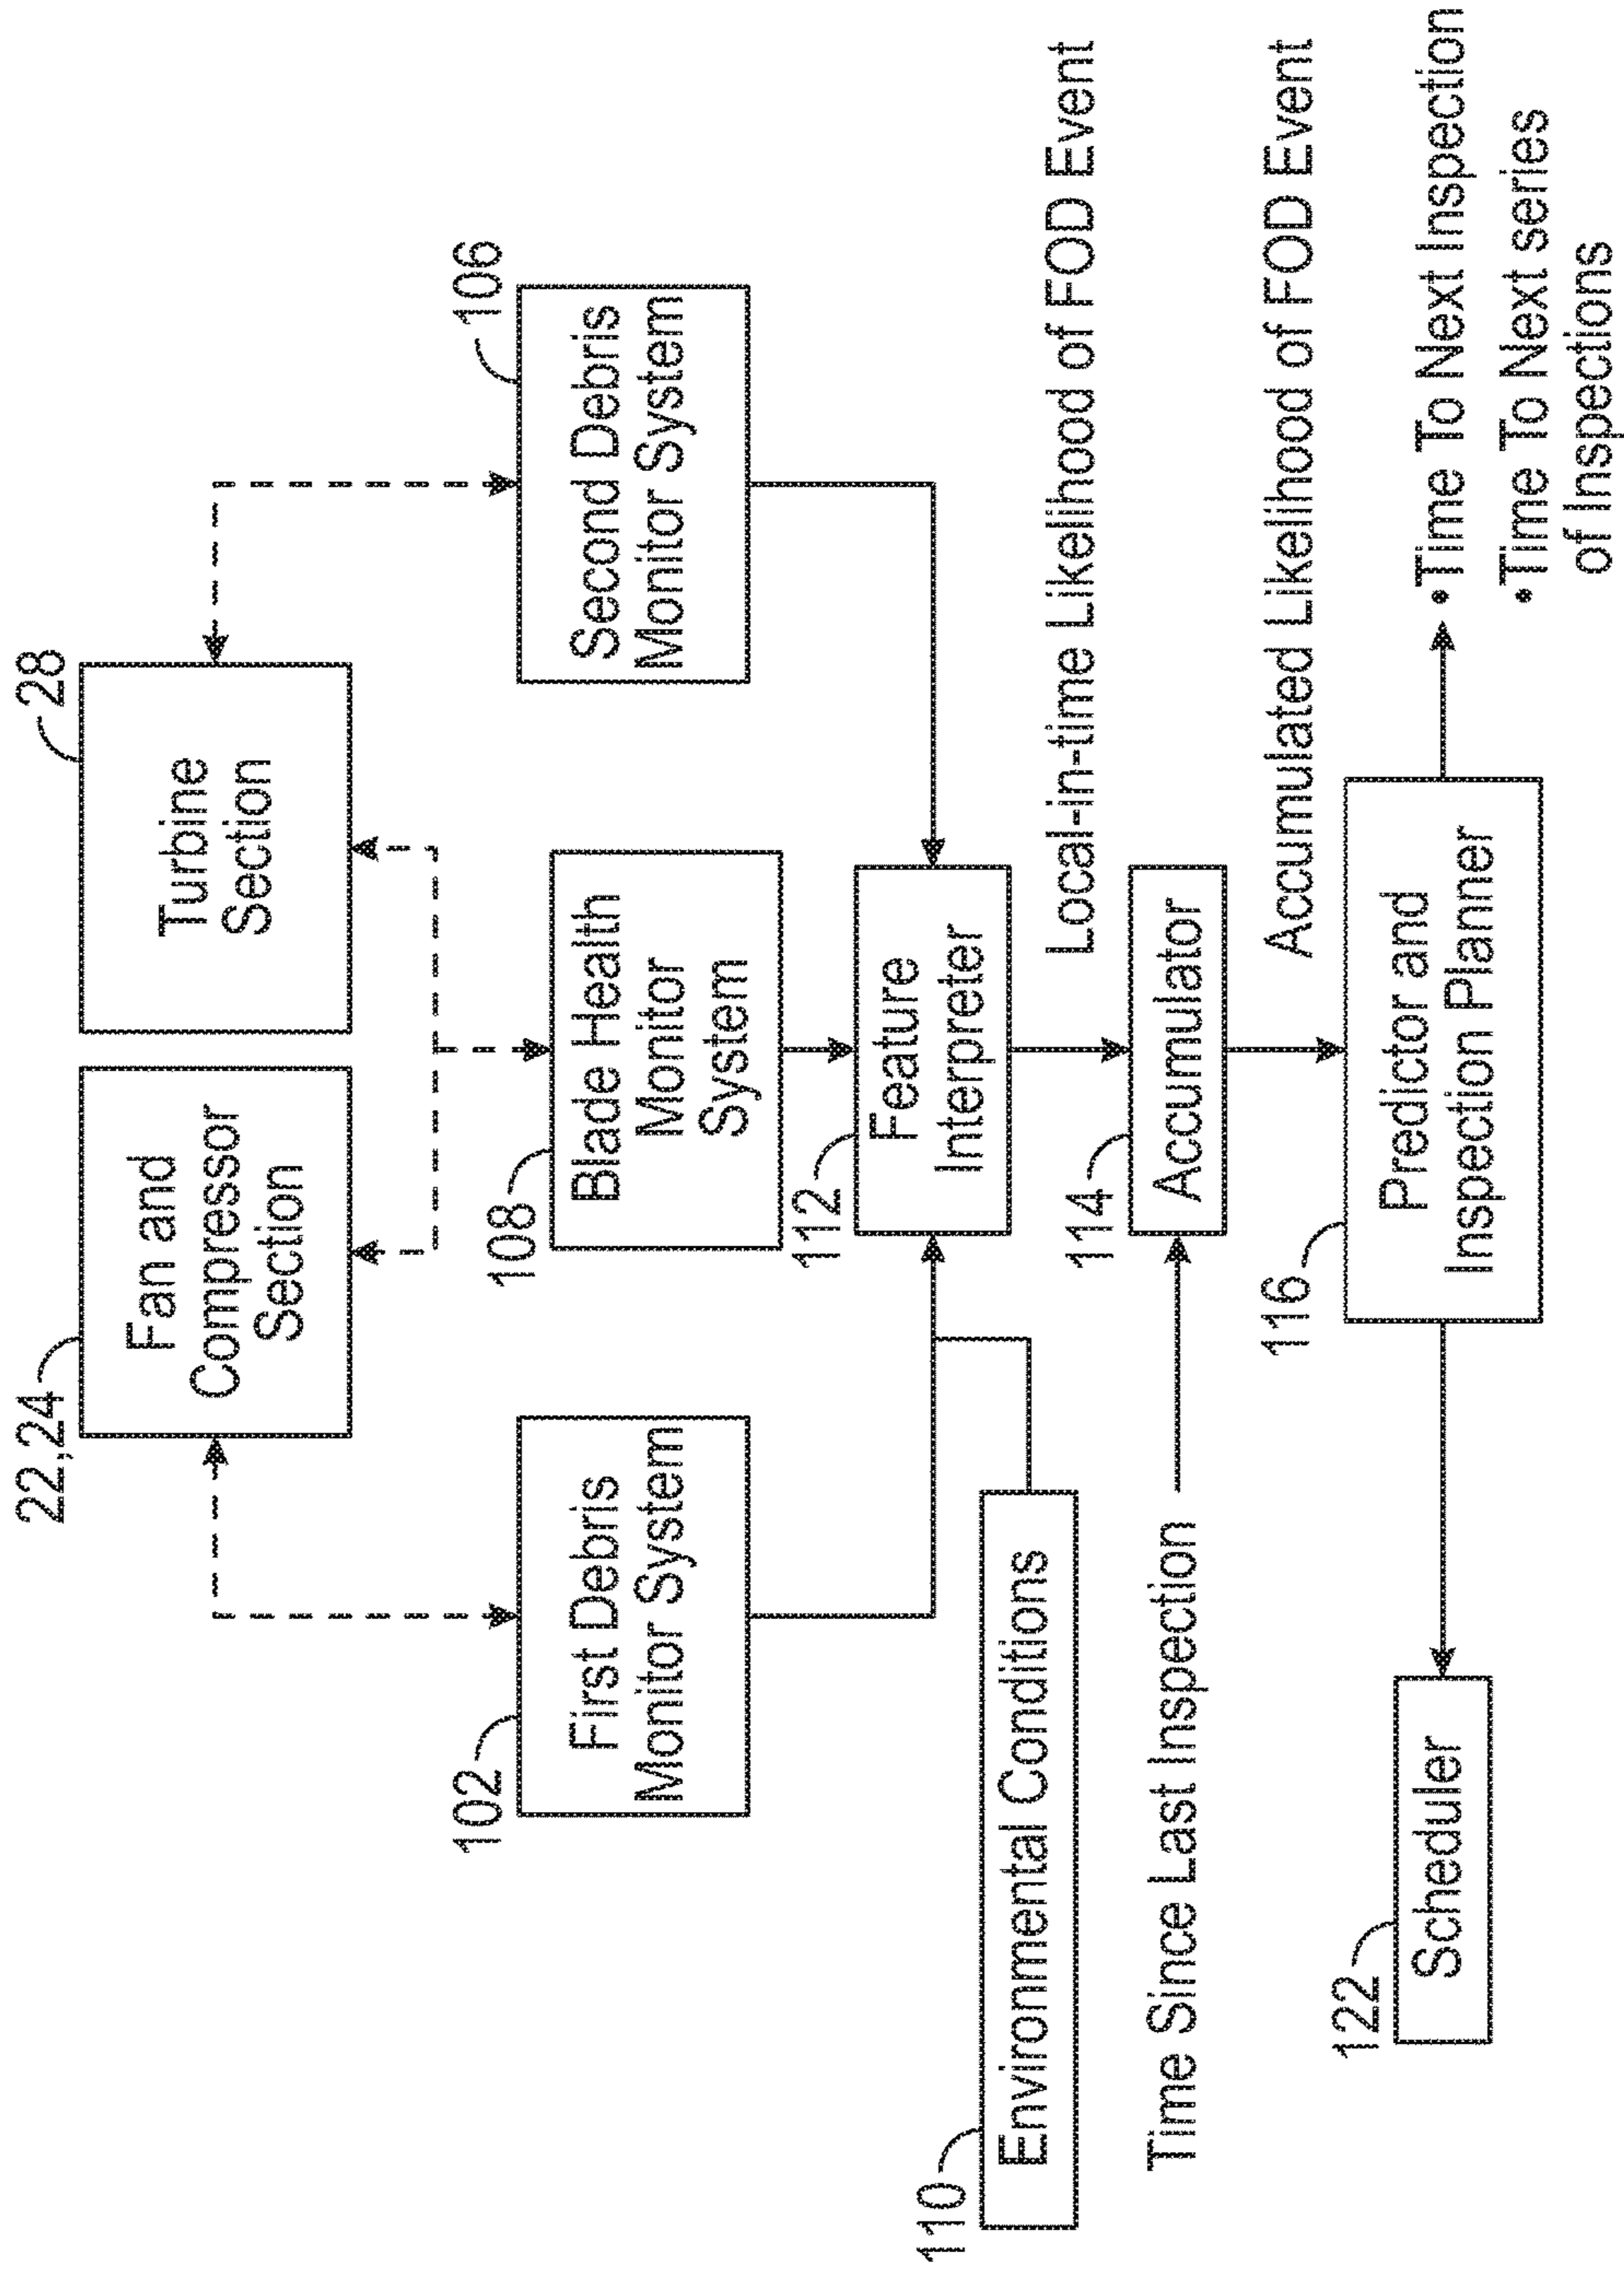 22,24
Fan and
Compressor
Section
28
Turbine
Section
102
First Debris
Monitor System
108
Blade Health
Monitor
System
106
Second Debris
Monitor System
112
Feature
Interpreter
110
Environmental Conditions
Local-in-time Likelihood of FOD Event
Time Since Last Inspection
114
Accumulator
Accumulated Likelihood of FOD Event
116
Predictor and
Inspection Planner
122
Scheduler
• Time To Next Inspection
• Time To Next series
of Inspections